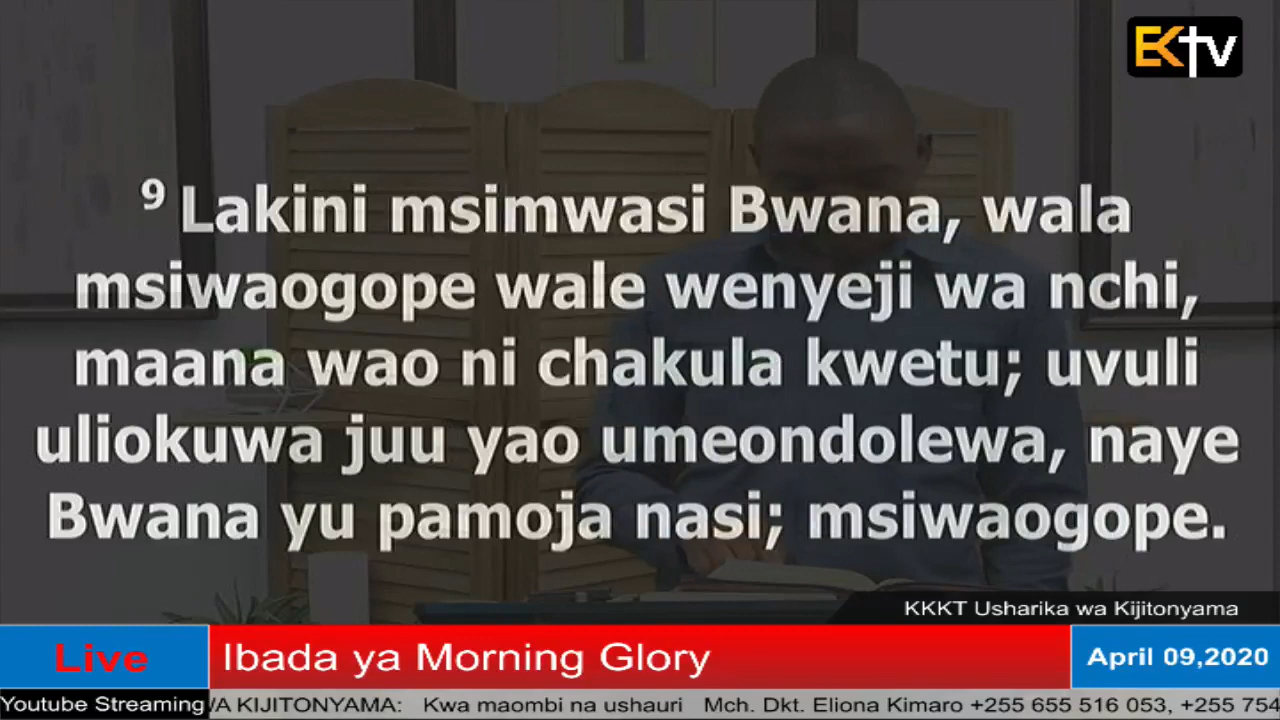 EKtv
9 Lakini msimwasi Bwana, wala
msiwaogope wale wenyeji wa nchi,
maana wao ni chakula kwetu; uvuli
uliokuwa juu yao umeondolewa, naye
Bwana yu pamoja nasi; msiwaogope.
KKKT Usharika wa Kijitonyama
Live
Ibada ya Morning Glory
April 09,2020
Youtube Streaming
KIJITONYAMA: Kwa maombi na ushauri Mch. Dkt. Eliona Kimaro +255 655 516 053, +255 754